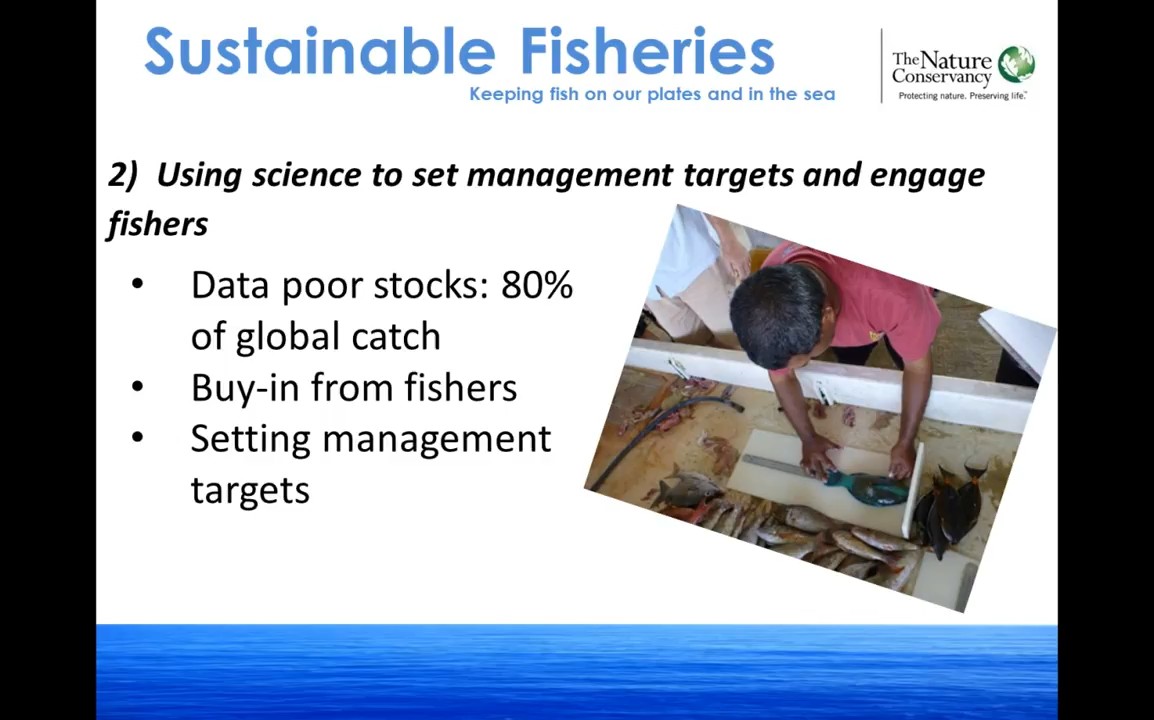 Sustainable Fisheries
Keeping fish on our plates and in the sea
The Nature
Conservancy
Protecting nature. Preserving life.™
2) Using science to set management targets and engage
fishers
• Data poor stocks: 80%
of global catch
• Buy-in from fishers
• Setting management
targets